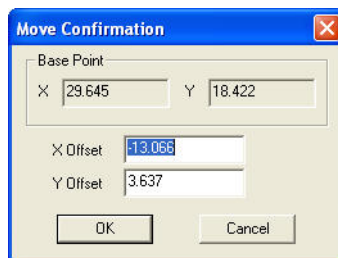 Move Confirmation
Base Point
X 29.645 Y 18.422
X Offset -13.066
Y Offset 3.637
OK Cancel